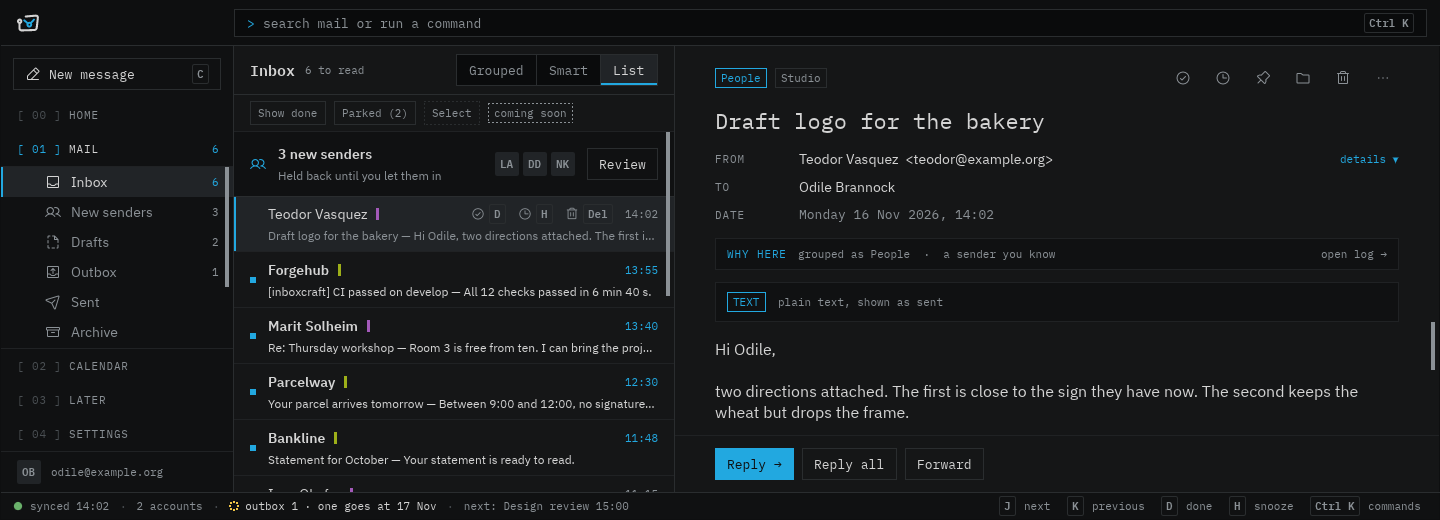 > search mail or run a command Ctrl K
New message C
[ 00 ] HOME
[ 01 ] MAIL 6
Inbox 6
New senders 3
Drafts 2
Outbox 1
Sent
Archive
[ 02 ] CALENDAR
[ 03 ] LATER
[ 04 ] SETTINGS
OB odile@example.org
Inbox 6 to read Grouped Smart List
Show done Parked (2) Select coming soon
3 new senders
Held back until you let them in
LA DD NK Review
Teodor Vasquez D H Del 14:02
Draft logo for the bakery — Hi Odile, two directions attached. The first i…
Forgehub 13:55
[inboxcraft] CI passed on develop — All 12 checks passed in 6 min 40 s.
Marit Solheim 13:40
Re: Thursday workshop — Room 3 is free from ten. I can bring the proj…
Parcelway 12:30
Your parcel arrives tomorrow — Between 9:00 and 12:00, no signature…
Bankline 11:48
Statement for October — Your statement is ready to read.
People Studio ···
Draft logo for the bakery
FROM Teodor Vasquez <teodor@example.org> details ▾
TO Odile Brannock
DATE Monday 16 Nov 2026, 14:02
WHY HERE grouped as People · a sender you know open log →
TEXT plain text, shown as sent
Hi Odile,
two directions attached. The first is close to the sign they have now. The second keeps the
wheat but drops the frame.
Reply → Reply all Forward
synced 14:02 · 2 accounts · outbox 1 · one goes at 17 Nov · next: Design review 15:00
J next K previous D done H snooze Ctrl K commands